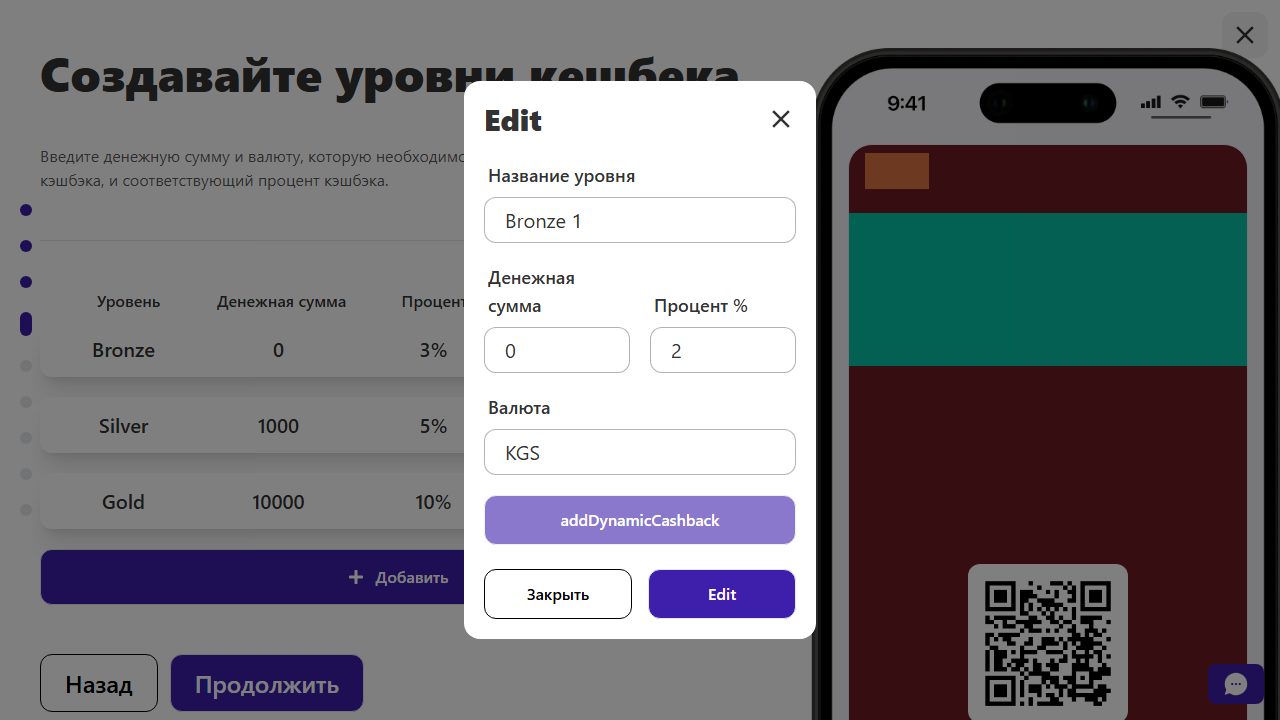 Создавайте уровни кешбека
Введите денежную сумму и валюту, которую необходимо
кэшбэка, и соответствующий процент кэшбэка.
Уровень Денежная сумма Процент
Bronze 0 3%
Silver 1000 5%
Gold 10000 10%
+ Добавить
Назад Продолжить
Edit
Название уровня
Bronze 1
Денежная
сумма Процент %
0 2
Валюта
KGS
addDynamicCashback
Закрыть Edit
9:41